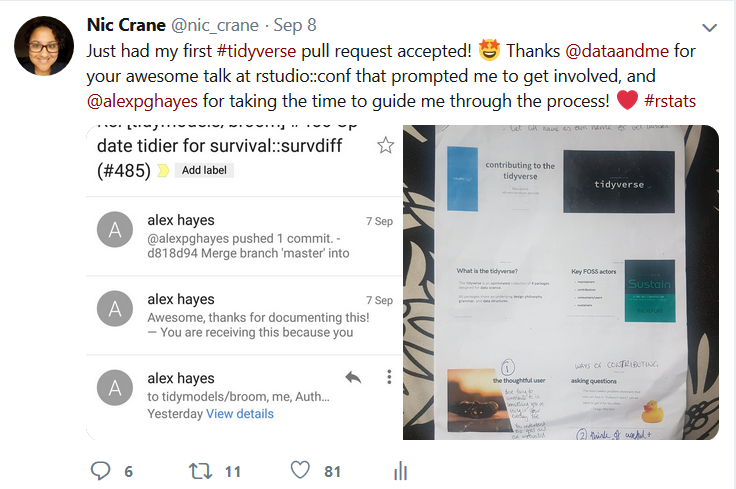 Nic Crane @nic_crane · Sep 8
Just had my first #tidyverse pull request accepted! 🤩 Thanks @dataandme for
your awesome talk at rstudio::conf that prompted me to get involved, and
@alexpghayes for taking the time to guide me through the process! ❤️ #rstats
date tidier for survival::survdiff
(#485) Add label
A
alex hayes 7 Sep
@alexpghayes pushed 1 commit. -
d818d94 Merge branch 'master' into
A
alex hayes 7 Sep
Awesome, thanks for documenting this!
— You are receiving this because you
A
alex hayes
to tidymodels/broom, me, Auth...
Yesterday View details
contributing to the
tidyverse
tidyverse
What is the tidyverse?
Key FOSS actors
Sustain
WAYS OF CONTRIBUTING
1
the thoughtful user
asking questions
2
6
11
81